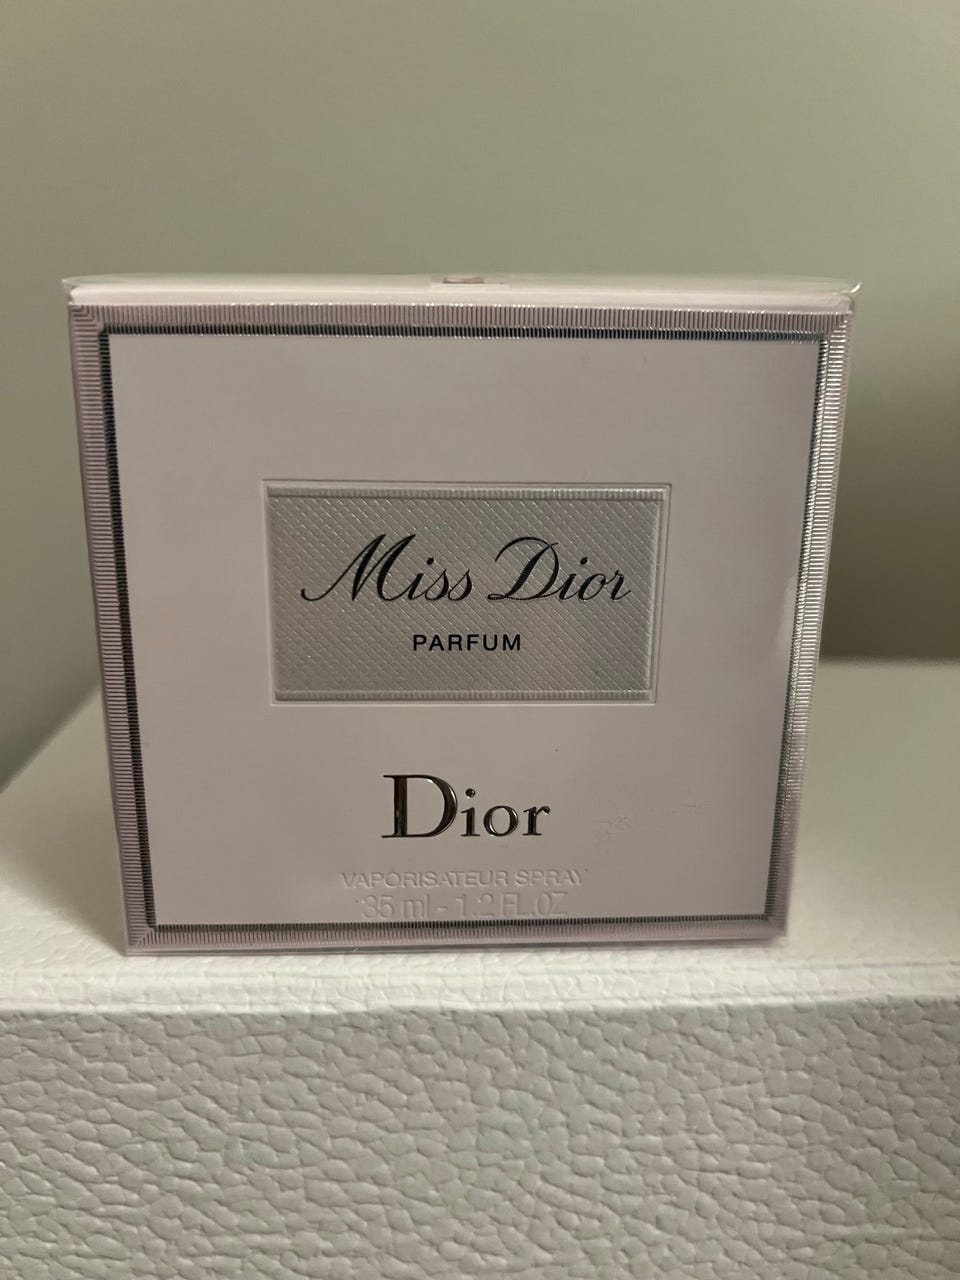 Miss Dior
PARFUM
Dior
VAPORISATEUR SPRAY
35 ml - 1.2 FL.OZ